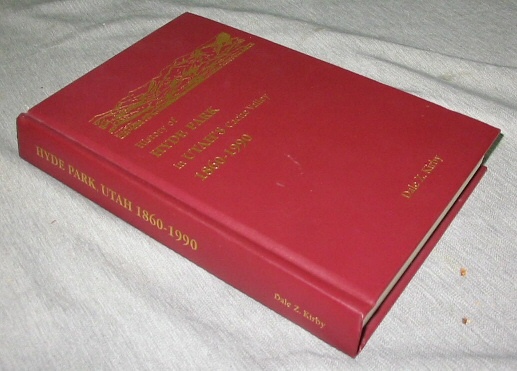 History of
HYDE PARK
in UTAH'S Cache Valley
1860-1990
Dale Z. Kirby
HYDE PARK, UTAH 1860-1990
Dale Z. Kirby